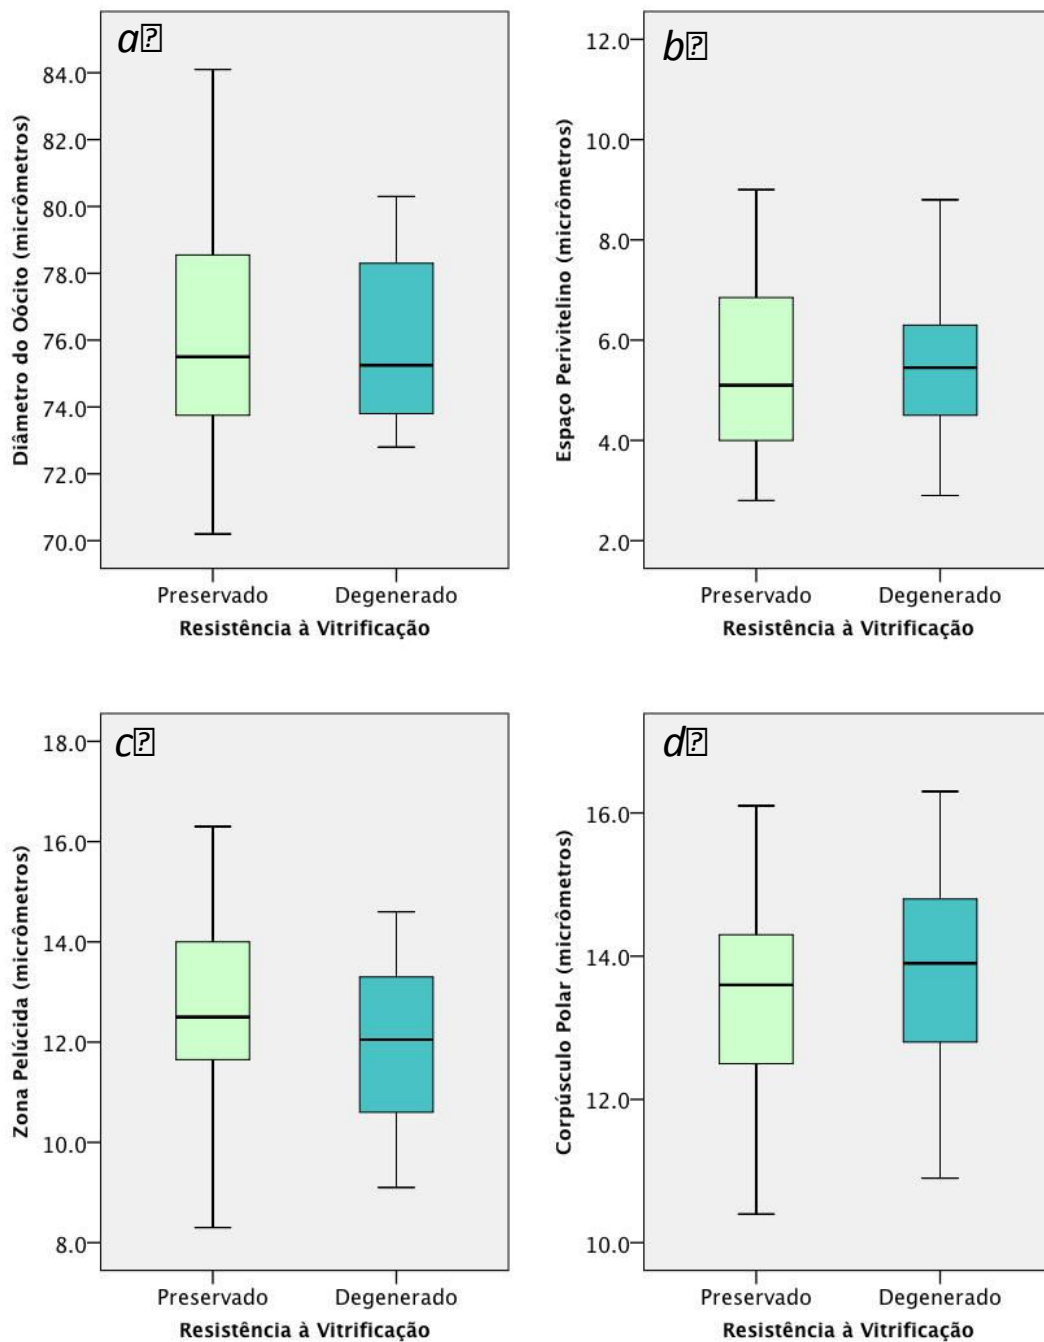 a
84.0
82.0
80.0
78.0
76.0
74.0
72.0
70.0
Diâmetro do Oócito (micrômetros)
Preservado Degenerado
Resistência à Vitrificação
b
12.0
10.0
8.0
6.0
4.0
2.0
Espaço Perivitelino (micrômetros)
Preservado Degenerado
Resistência à Vitrificação
c
18.0
16.0
14.0
12.0
10.0
8.0
Zona Pelúcida (micrômetros)
Preservado Degenerado
Resistência à Vitrificação
d
16.0
14.0
12.0
10.0
Corpúsculo Polar (micrômetros)
Preservado Degenerado
Resistência à Vitrificação